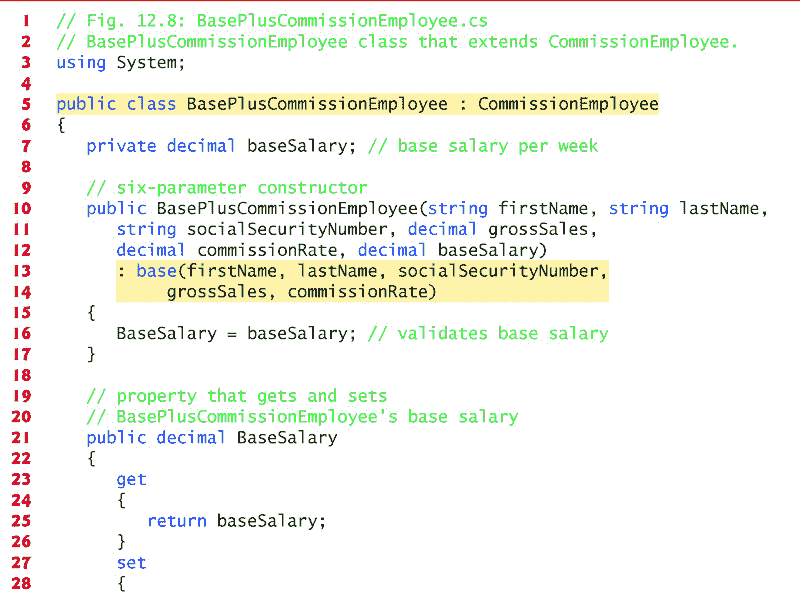 1 // Fig. 12.8: BasePlusCommissionEmployee.cs
2 // BasePlusCommissionEmployee class that extends CommissionEmployee.
3 using System;
4
5 public class BasePlusCommissionEmployee : CommissionEmployee
6 {
7 private decimal baseSalary; // base salary per week
8
9 // six-parameter constructor
10 public BasePlusCommissionEmployee(string firstName, string lastName,
11 string socialSecurityNumber, decimal grossSales,
12 decimal commissionRate, decimal baseSalary)
13 : base(firstName, lastName, socialSecurityNumber,
14 grossSales, commissionRate)
15 {
16 BaseSalary = baseSalary; // validates base salary
17 }
18
19 // property that gets and sets
20 // BasePlusCommissionEmployee's base salary
21 public decimal BaseSalary
22 {
23 get
24 {
25 return baseSalary;
26 }
27 set
28 {